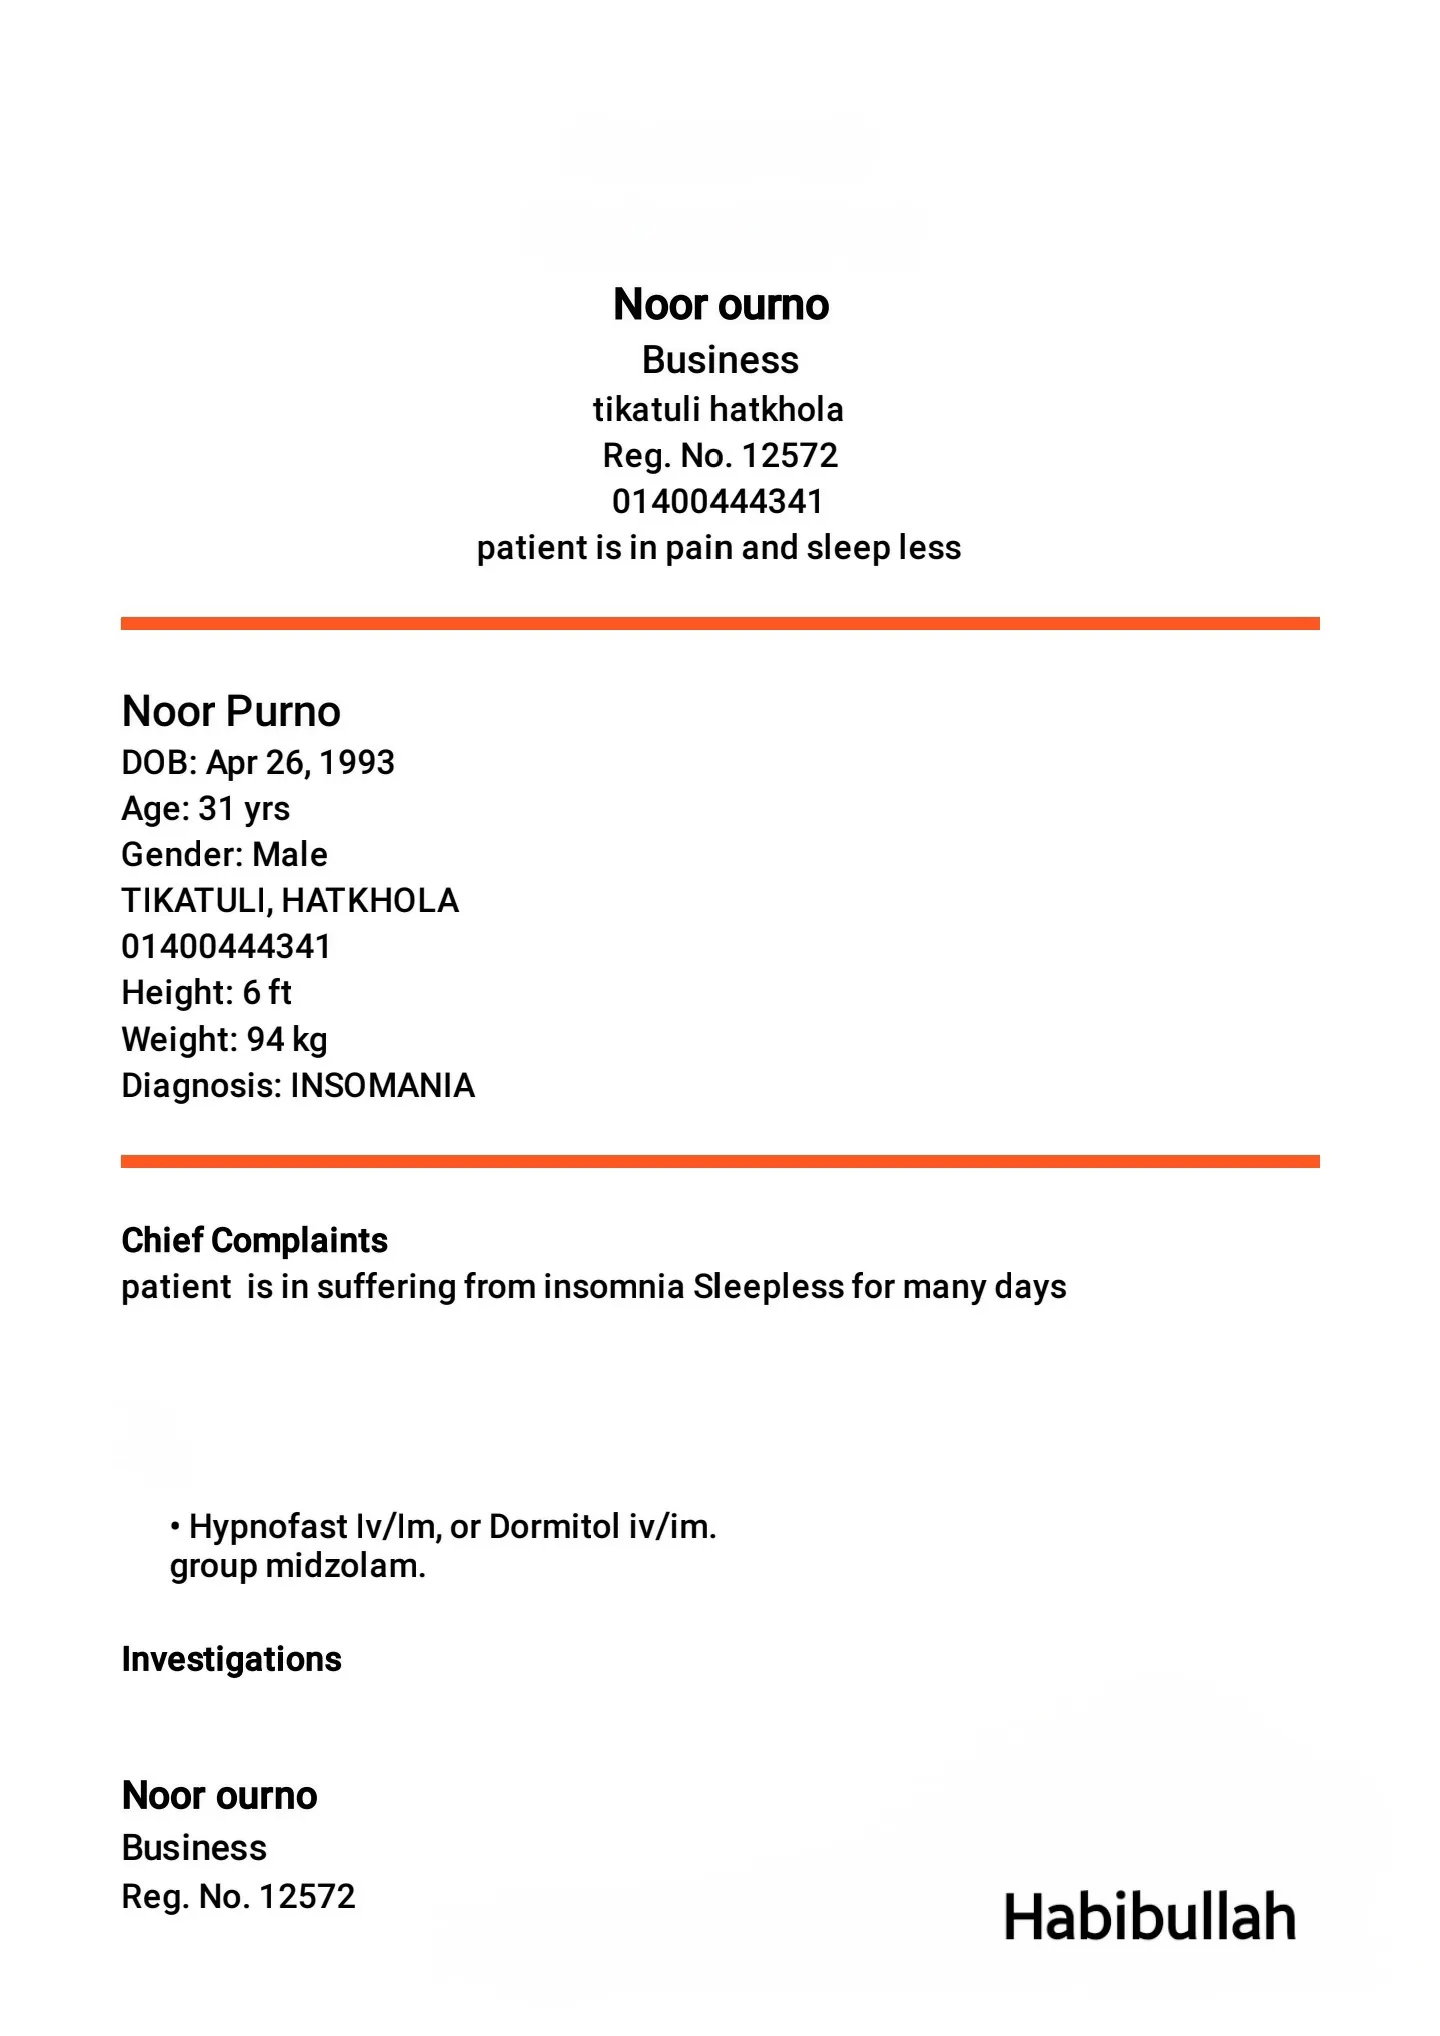 Noor ourno
Business
tikatuli hatkhola
Reg. No. 12572
01400444341
patient is in pain and sleep less
Noor Purno
DOB: Apr 26, 1993
Age: 31 yrs
Gender: Male
TIKATULI, HATKHOLA
01400444341
Height: 6 ft
Weight: 94 kg
Diagnosis: INSOMANIA
Chief Complaints
patient  is in suffering from insomnia Sleepless for many days
• Hypnofast Iv/Im, or Dormitol iv/im.
group midzolam.
Investigations
Noor ourno
Business
Reg. No. 12572
Habibullah